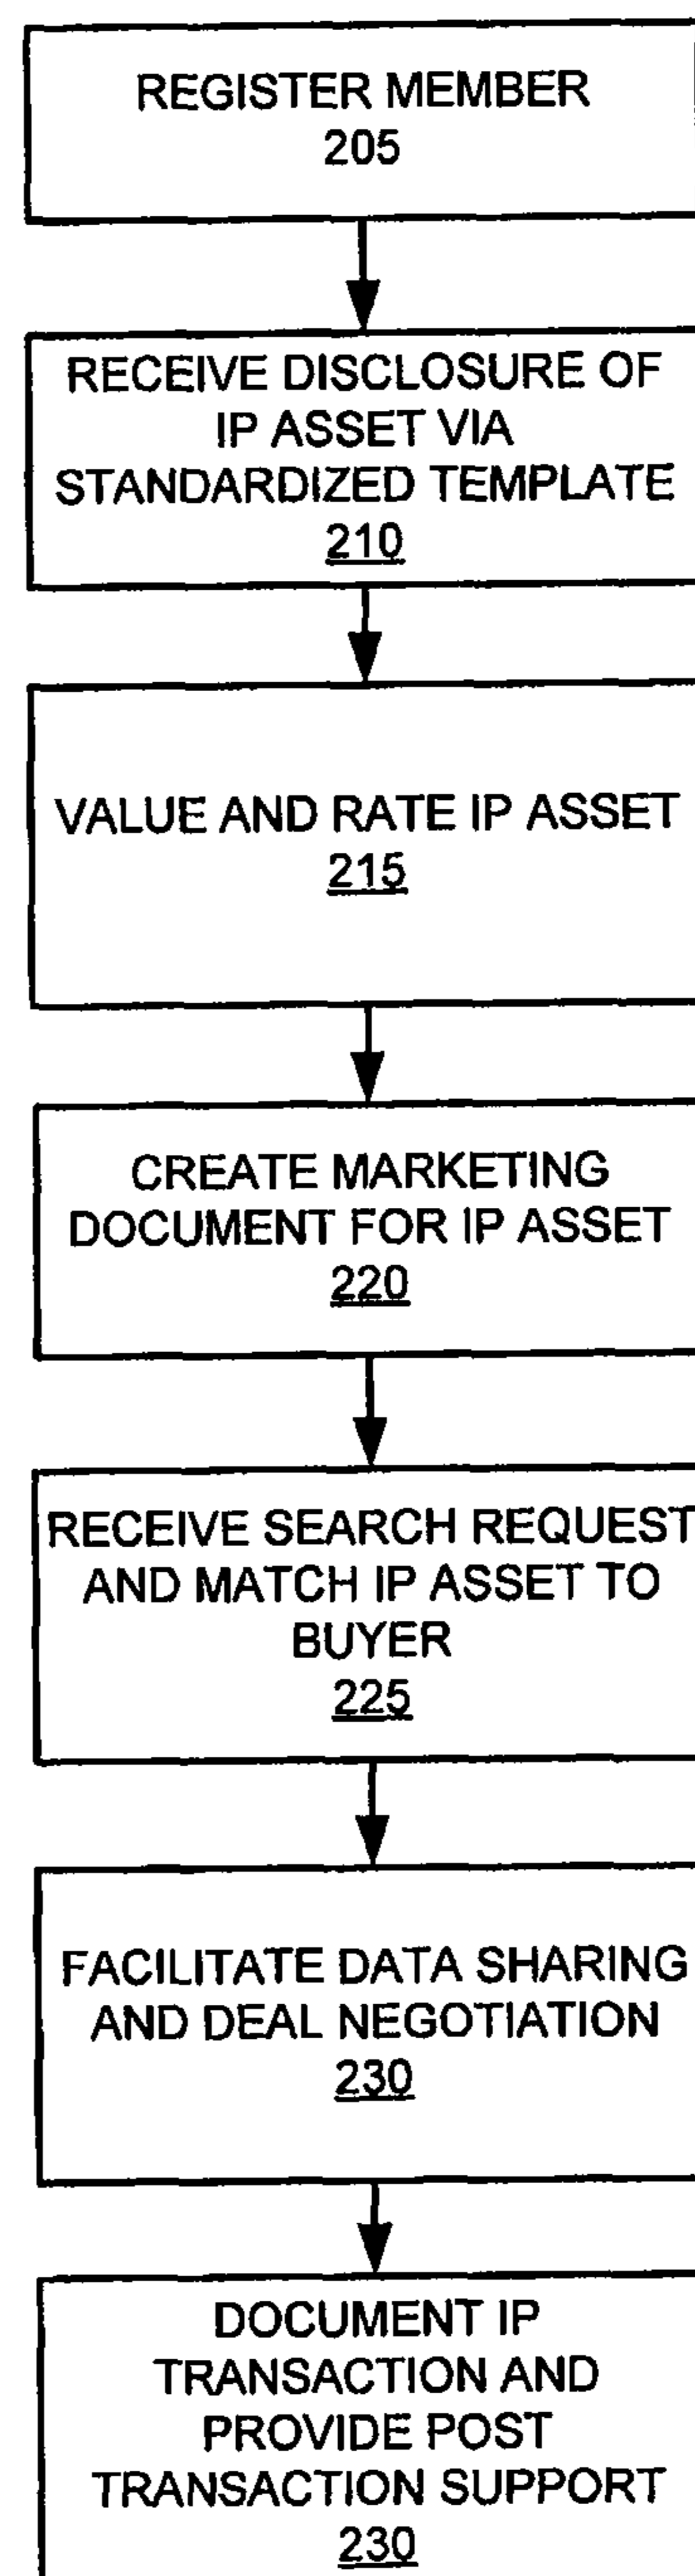 REGISTER MEMBER
205
RECEIVE DISCLOSURE OF
IP ASSET VIA
STANDARDIZED TEMPLATE
210
VALUE AND RATE IP ASSET
215
CREATE MARKETING
DOCUMENT FOR IP ASSET
220
RECEIVE SEARCH REQUEST
AND MATCH IP ASSET TO
BUYER
225
FACILITATE DATA SHARING
AND DEAL NEGOTIATION
230
DOCUMENT IP
TRANSACTION AND
PROVIDE POST
TRANSACTION SUPPORT
230